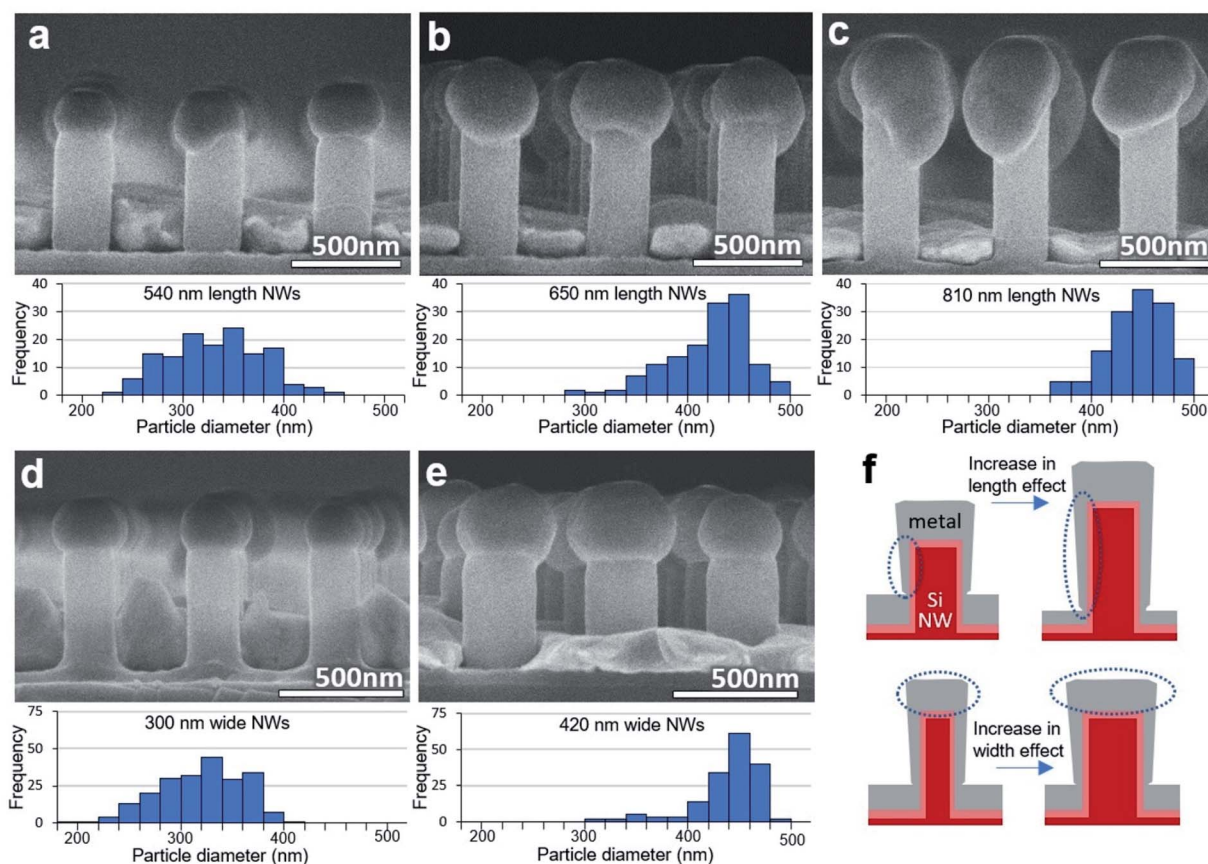 a
500nm
b
500nm
c
500nm
540 nm length NWs
Frequency
40
30
20
10
0
200
300
400
500
Particle diameter (nm)
650 nm length NWs
Frequency
40
30
20
10
0
200
300
400
500
Particle diameter (nm)
810 nm length NWs
Frequency
40
30
20
10
0
200
300
400
500
Particle diameter (nm)
d
500nm
e
500nm
f
Increase in
length effect
metal
Si
NW
Increase in
width effect
300 nm wide NWs
Frequency
75
50
25
0
200
300
400
500
Particle diameter (nm)
420 nm wide NWs
Frequency
75
50
25
0
200
300
400
500
Particle diameter (nm)